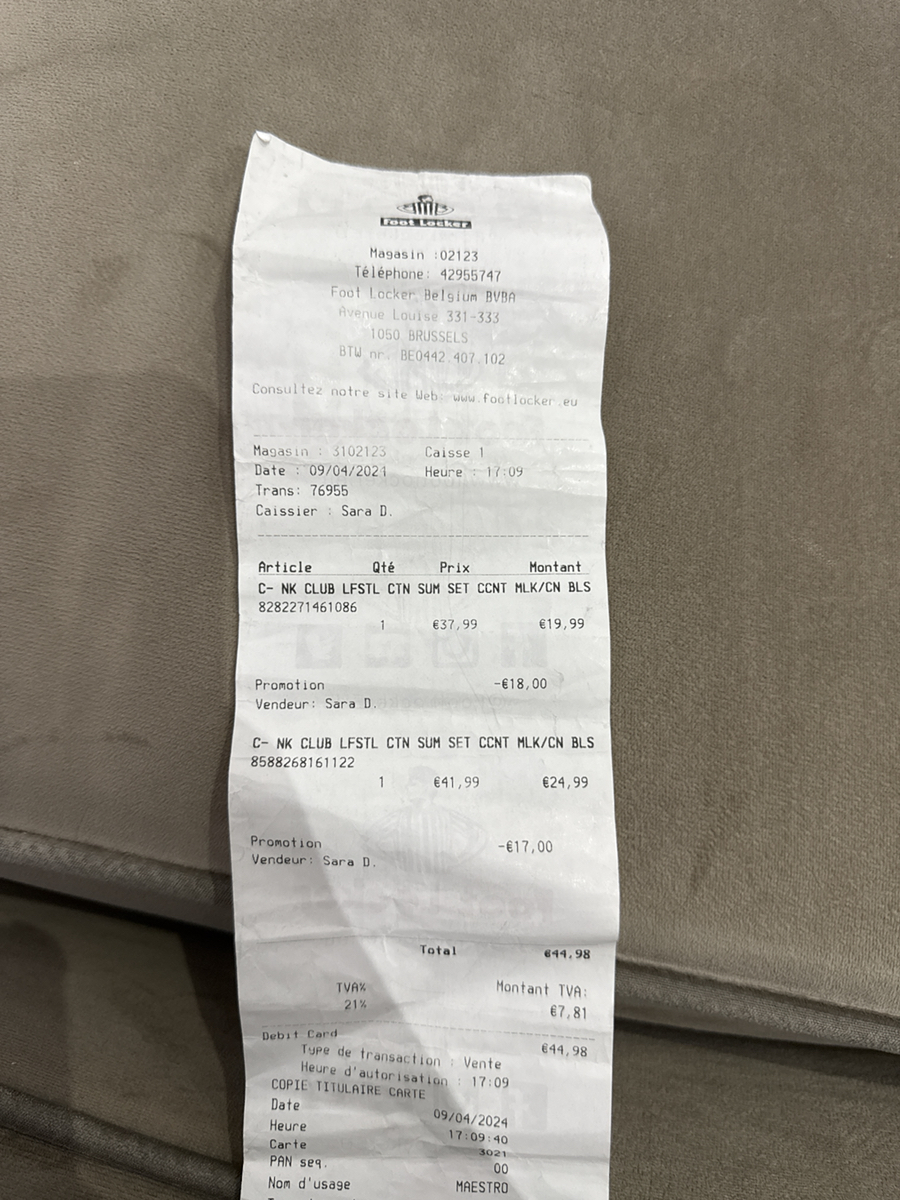 Foot Locker
Magasin :02123
Téléphone: 42955747
Foot Locker Belgium BVBA
Avenue Louise 331-333
1050 BRUSSELS
BTW nr. BE0442.407.102
Consultez notre site Web: www.footlocker.eu
Magasin : 3102123 Caisse 1
Date : 09/04/2021 Heure : 17:09
Trans: 76955
Caissier : Sara D.
Article Qté Prix Montant
C- NK CLUB LFSTL CTN SUM SET CCNT MLK/CN BLS
8282271461086
1 €37,99 €19,99
Promotion -€18,00
Vendeur: Sara D.
C- NK CLUB LFSTL CTN SUM SET CCNT MLK/CN BLS
8588268161122
1 €41,99 €24,99
Promotion -€17,00
Vendeur: Sara D.
Total €44,98
TVA% Montant TVA:
21% €7,81
Debit Card €44,98
Type de transaction : Vente
Heure d'autorisation : 17:09
COPIE TITULAIRE CARTE
Date 09/04/2024
Heure 17:09:40
Carte 3021
PAN seq. 00
Nom d'usage MAESTRO